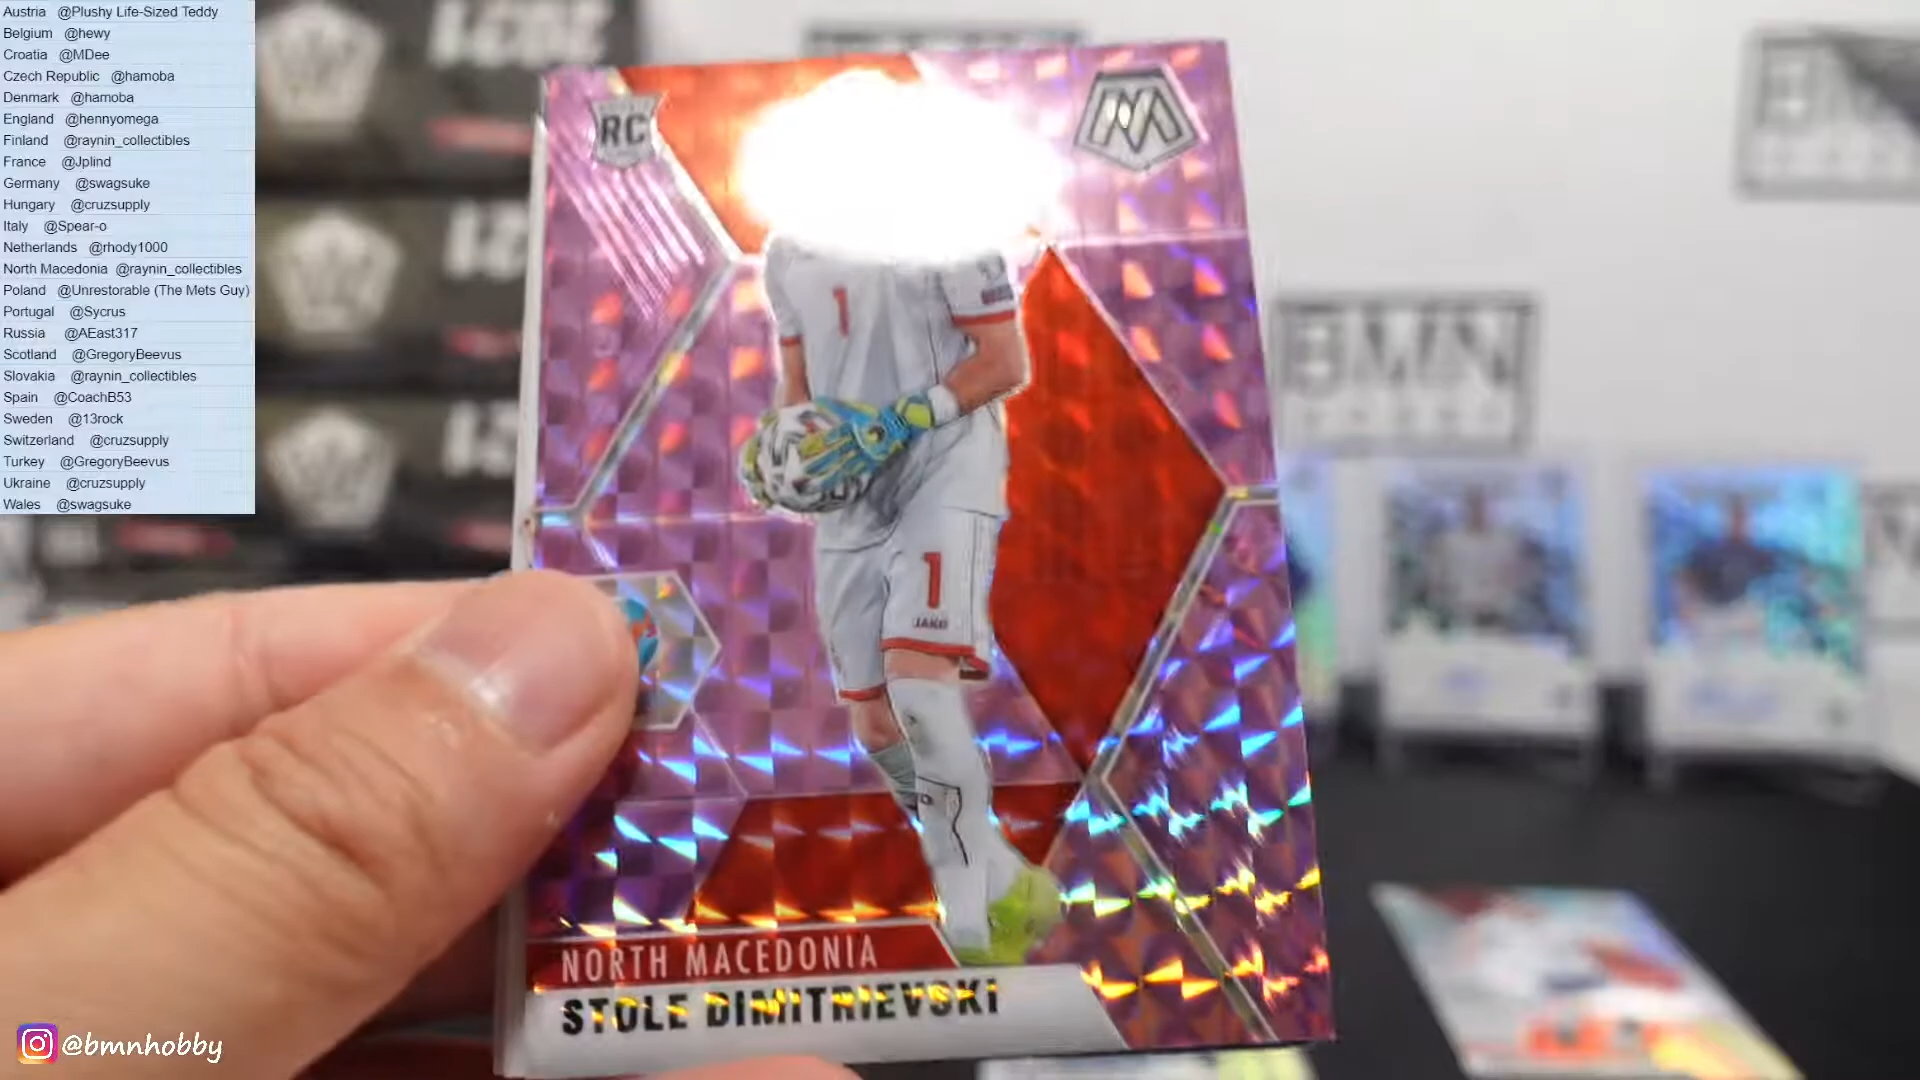 Austria @Plushy Life-Sized Teddy
Belgium @hewy
Croatia @MDee
Czech Republic @hamoba
Denmark @hamoba
England @hennyomega
Finland @raynin_collectibles
France @Jplind
Germany @swagsuke
Hungary @cruzsupply
Italy @Spear-o
Netherlands @rhody1000
North Macedonia @raynin_collectibles
Poland @Unrestorable (The Mets Guy)
Portugal @Sycrus
Russia @AEast317
Scotland @GregoryBeevus
Slovakia @raynin_collectibles
Spain @CoachB53
Sweden @13rock
Switzerland @cruzsupply
Turkey @GregoryBeevus
Ukraine @cruzsupply
Wales @swagsuke
RC
M
1
1
JAKO
BMN
NORTH MACEDONIA
STOLE DIMITRIEVSKI
@bmnhobby